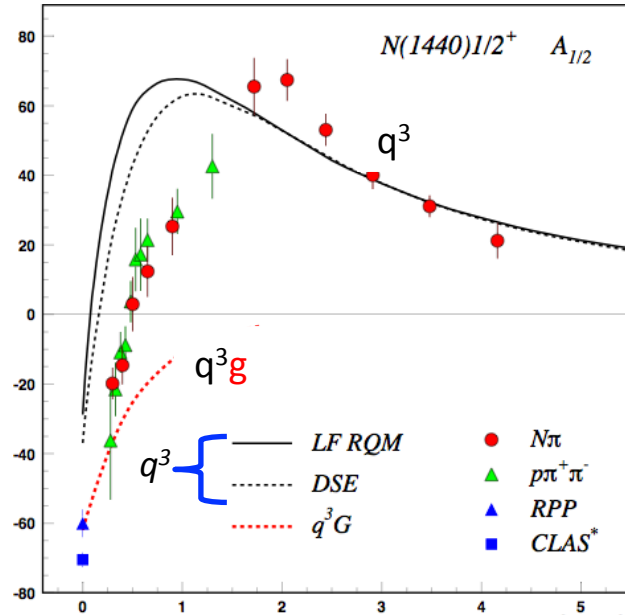 N(1440)1/2⁺ A₁/₂
80
60
40
20
0
-20
-40
-60
-80
q³
q³g
q³
LF RQM
DSE
q³G
Nπ
pπ⁺π⁻
RPP
CLAS*
0 1 2 3 4 5